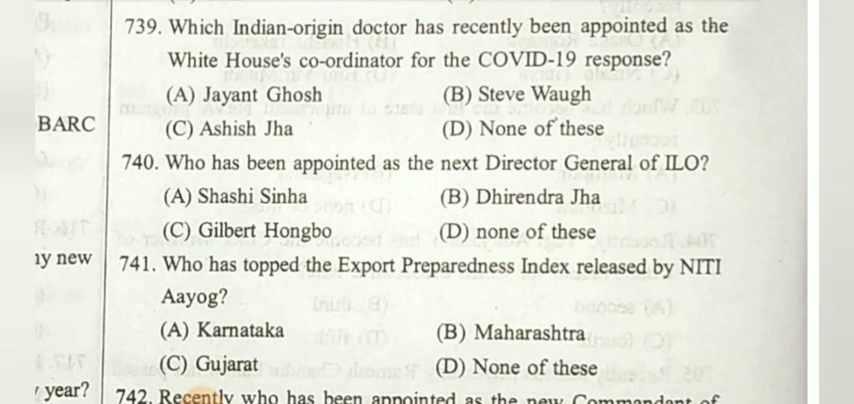 739. Which Indian-origin doctor has recently been appointed as the
White House's co-ordinator for the COVID-19 response?
(A) Jayant Ghosh (B) Steve Waugh
BARC
(C) Ashish Jha (D) None of these
740. Who has been appointed as the next Director General of ILO?
(A) Shashi Sinha (B) Dhirendra Jha
(C) Gilbert Hongbo (D) none of these
ny new
741. Who has topped the Export Preparedness Index released by NITI
Aayog?
(A) Karnataka (B) Maharashtra
(C) Gujarat (D) None of these
year?
742. Recently who has been appointed as the new Commandant of